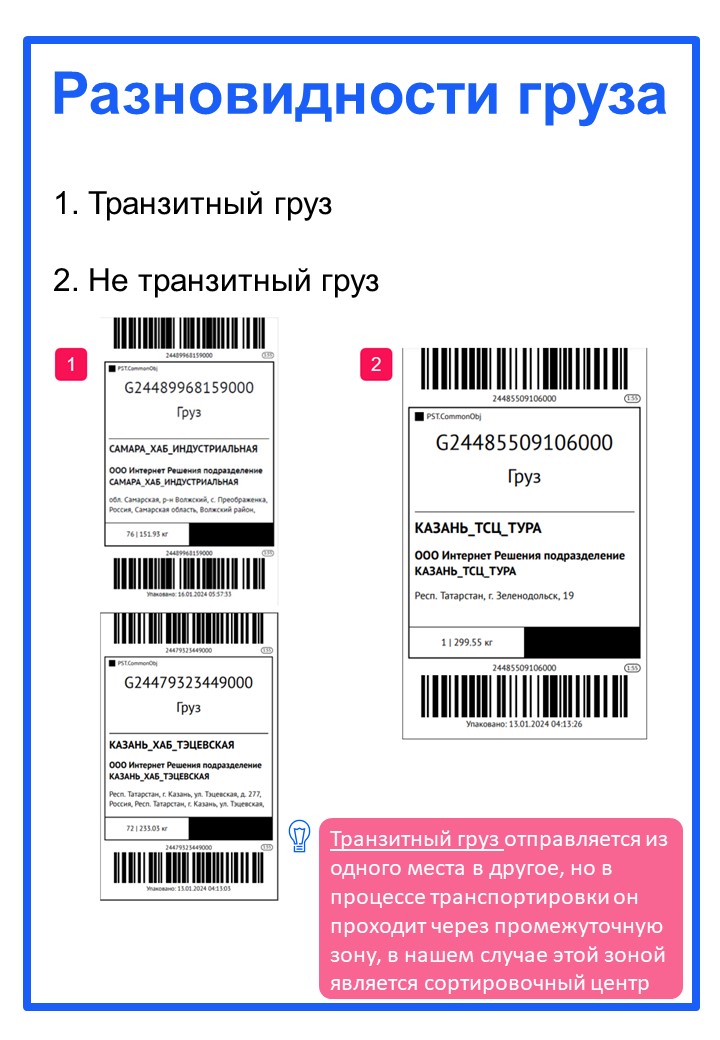 Разновидности груза
1. Транзитный груз
2. Не транзитный груз
1
24489968159000
1:55
PST.CommonObj
G24489968159000
Груз
САМАРА_ХАБ_ИНДУСТРИАЛЬНАЯ
ООО Интернет Решения подразделение
САМАРА_ХАБ_ИНДУСТРИАЛЬНАЯ
обл. Самарская, р-н Волжский, с. Преображенка,
Россия, Самарская область, Волжский район,
76 | 151.93 кг
24489968159000
1:55
Упаковано: 16.01.2024 05:57:33
24479323449000
PST.CommonObj
G24479323449000
Груз
КАЗАНЬ_ХАБ_ТЭЦЕВСКАЯ
ООО Интернет Решения подразделение
КАЗАНЬ_ХАБ_ТЭЦЕВСКАЯ
Респ. Татарстан, г. Казань, ул. Тэцевская, д. 277,
Россия, Респ. Татарстан, г. Казань, ул. Тэцевская,
72 | 233.03 кг
24479323449000
Упаковано: 13.01.2024 04:13:03
2
24485509106000
1:55
PST.CommonObj
G24485509106000
Груз
КАЗАНЬ_ТСЦ_ТУРА
ООО Интернет Решения подразделение
КАЗАНЬ_ТСЦ_ТУРА
Респ. Татарстан, г. Зеленодольск, 19
1 | 299.55 кг
24485509106000
1:55
Упаковано: 13.01.2024 04:13:26
Транзитный груз отправляется из
одного места в другое, но в
процессе транспортировки он
проходит через промежуточную
зону, в нашем случае этой зоной
является сортировочный центр